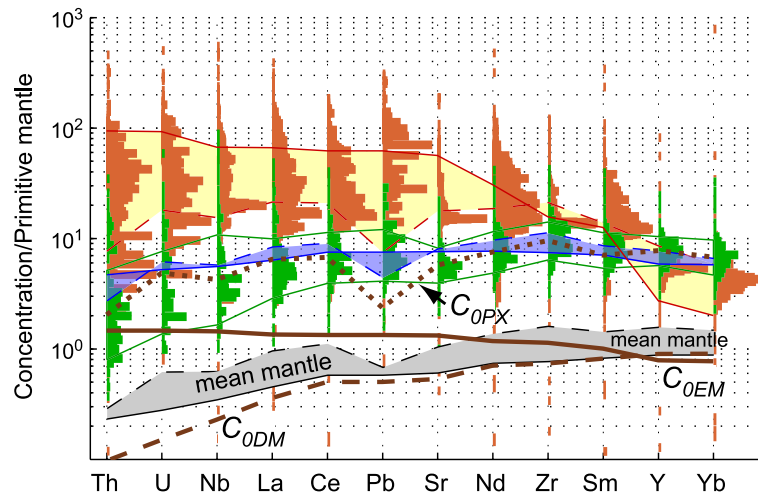 Concentration/Primitive mantle
10³
10²
10¹
10⁰
C₀PX
mean mantle
mean mantle
C₀EM
C₀DM
Th U Nb La Ce Pb Sr Nd Zr Sm Y Yb